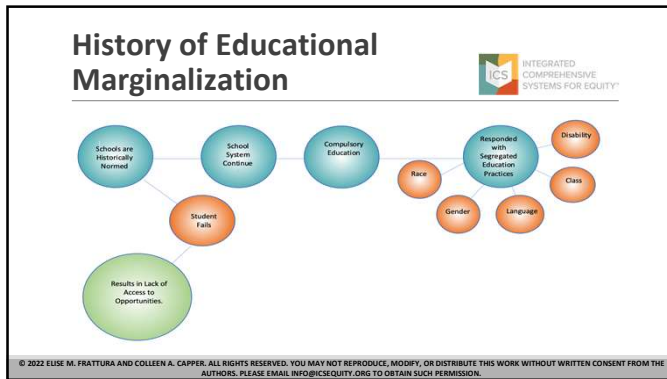 History of Educational
Marginalization
ICS
INTEGRATED
COMPREHENSIVE
SYSTEMS FOR EQUITY™
Schools are
Historically
Normed
School
System
Continue
Compulsory
Education
Responded
with
Segregated
Education
Practices
Disability
Race
Class
Gender
Language
Student
Fails
Results in Lack of
Access to
Opportunities.
© 2022 ELISE M. FRATTURA AND COLLEEN A. CAPPER. ALL RIGHTS RESERVED. YOU MAY NOT REPRODUCE, MODIFY, OR DISTRIBUTE THIS WORK WITHOUT WRITTEN CONSENT FROM THE
AUTHORS. PLEASE EMAIL INFO@ICSEQUITY.ORG TO OBTAIN SUCH PERMISSION.